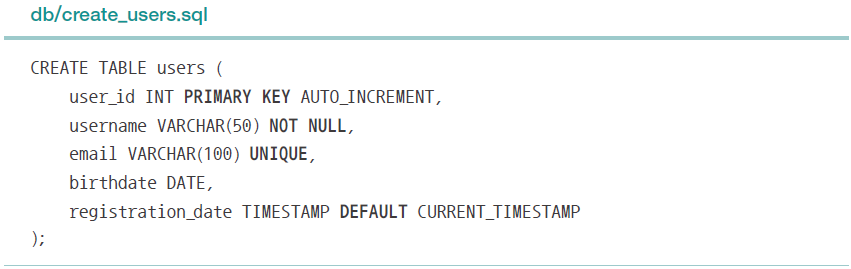 db/create_users.sql
CREATE TABLE users (
    user_id INT PRIMARY KEY AUTO_INCREMENT,
    username VARCHAR(50) NOT NULL,
    email VARCHAR(100) UNIQUE,
    birthdate DATE,
    registration_date TIMESTAMP DEFAULT CURRENT_TIMESTAMP
);